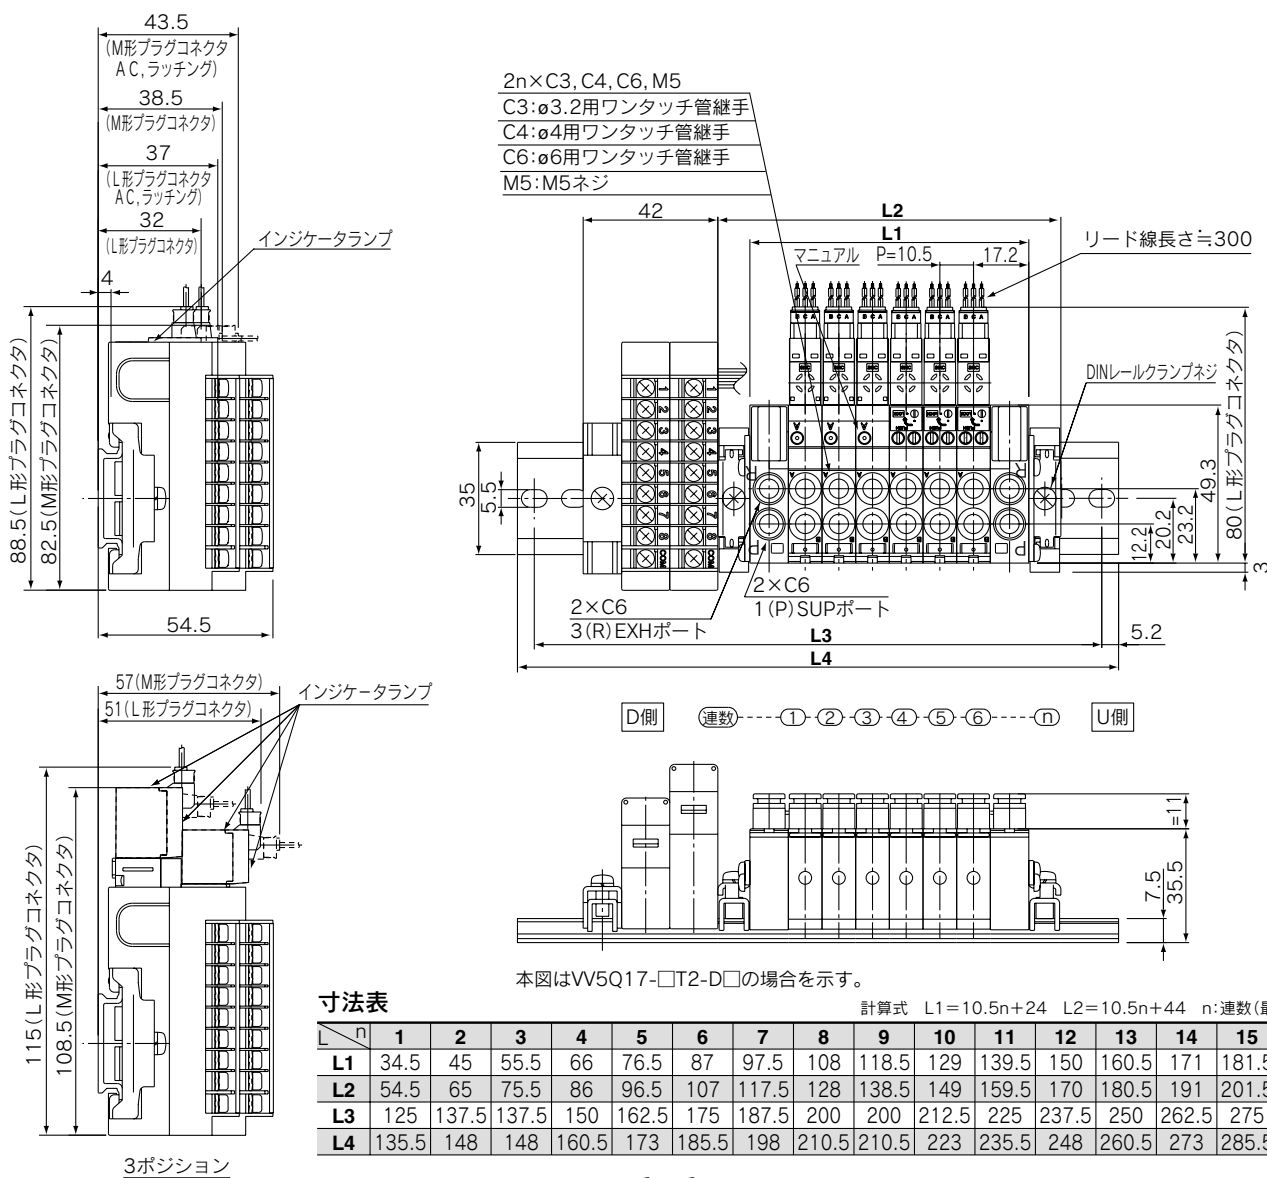 43.5
(M形プラグコネクタ
AC,ラッチング)
38.5
(M形プラグコネクタ)
37
(L形プラグコネクタ
AC,ラッチング)
32
(L形プラグコネクタ)
インジケータランプ
4
88.5(L形プラグコネクタ)
82.5(M形プラグコネクタ)
54.5
2n×C3, C4, C6, M5
C3:ø3.2用ワンタッチ管継手
C4:ø4用ワンタッチ管継手
C6:ø6用ワンタッチ管継手
M5:M5ネジ
42
L2
L1
マニュアル
P=10.5
17.2
リード線長さ≒300
B C A
B C A
B C A
B C A
B C A
B C A
DINレールクランプネジ
1
2
3
4
5
6
7
8
COM
1
2
3
4
5
6
7
8
COM
35
5.5
12.2
20.2
23.2
49.3
80(L形プラグコネクタ)
3
2×C6
1(P)SUPポート
2×C6
3(R)EXHポート
L3
5.2
L4
57(M形プラグコネクタ)
51(L形プラグコネクタ)
インジケータランプ
115(L形プラグコネクタ)
108.5(M形プラグコネクタ)
3ポジション
D側 連数 1 2 3 4 5 6 n U側
=11
7.5
35.5
本図はVV5Q17-□T2-D□の場合を示す。
寸法表
計算式 L1=10.5n+24 L2=10.5n+44 n:連数(最
L n 1 2 3 4 5 6 7 8 9 10 11 12 13 14 15
L1 34.5 45 55.5 66 76.5 87 97.5 108 118.5 129 139.5 150 160.5 171 181.5
L2 54.5 65 75.5 86 96.5 107 117.5 128 138.5 149 159.5 170 180.5 191 201.5
L3 125 137.5 137.5 150 162.5 175 187.5 200 200 212.5 225 237.5 250 262.5 275
L4 135.5 148 148 160.5 173 185.5 198 210.5 210.5 223 235.5 248 260.5 273 285.5